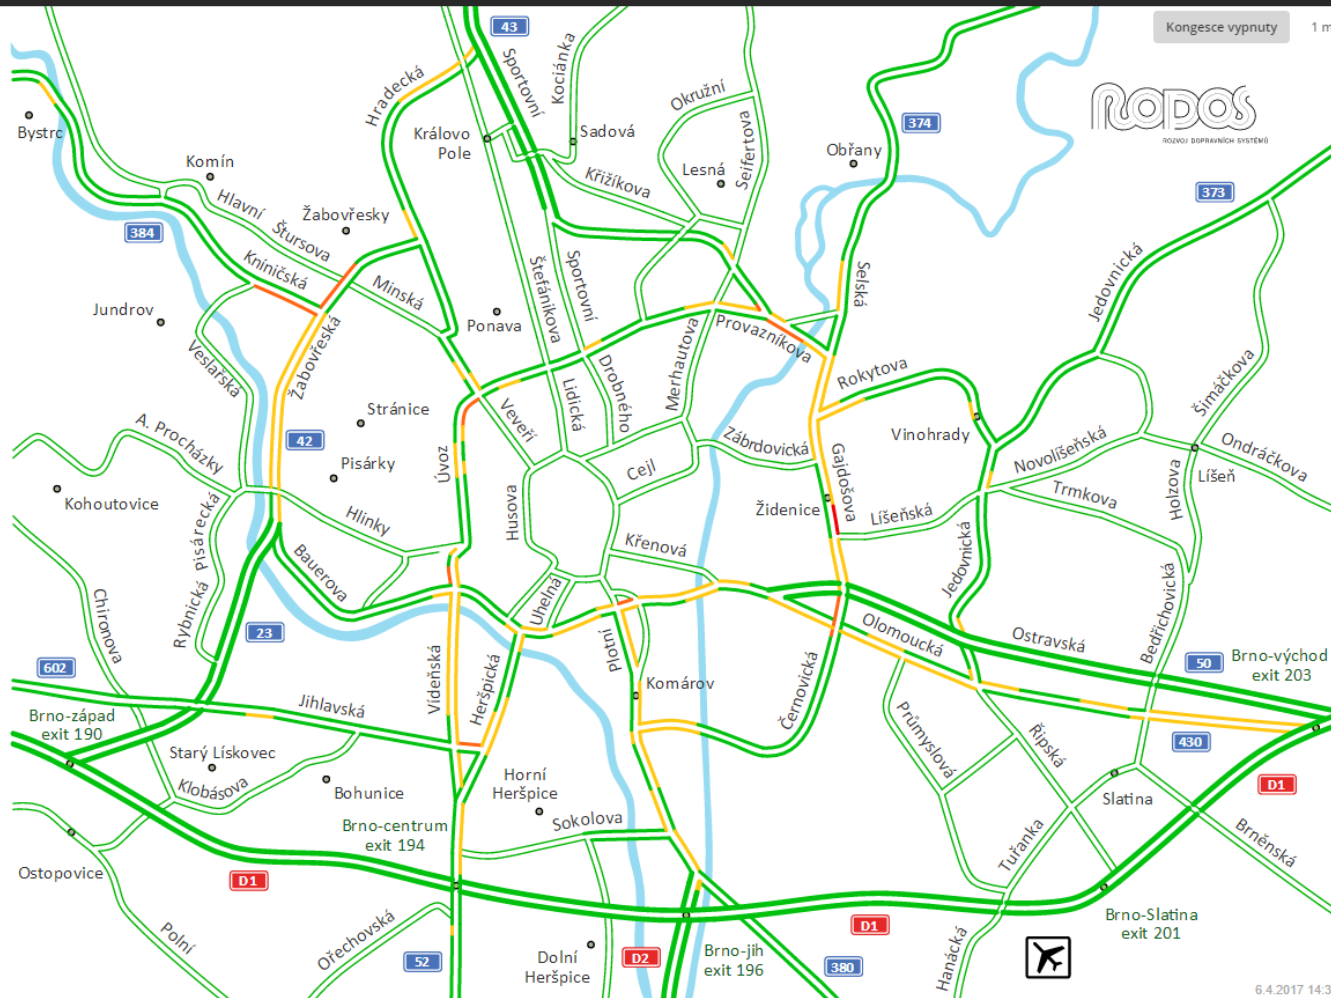 43
Kongesce vypnuty
1 m
Sportovní
Kociánka
Hradecká
Okružní
RODOS
ROZVOJ DOPRAVNÍCH SYSTÉMŮ
Bystrc
Královo
Pole
Sadová
374
Seifertova
Obřany
Komín
Lesná
Křižíkova
373
Hlavní
Žabovřesky
384
Štursova
Kníničská
Minská
Štefánikova
Sportovní
Selská
Jedovnická
Jundrov
Ponava
Provazníkova
Veslařská
Žabovřeská
Merhautova
Drobného
Lidická
Rokytova
Šimáčkova
Stránice
Veveří
A. Procházky
42
Vinohrady
Zábrdovická
Novolíšeňská
Ondráčkova
Pisárky
Úvoz
Cejl
Gajdošova
Líšeň
Kohoutovice
Trnkova
Holzova
Pisárecká
Hlinky
Husova
Židenice
Líšeňská
Křenová
Bauerova
Jedovnická
Chironova
Rybnická
Uhelná
Bedřichovická
23
Plotní
Olomoucká
Ostravská
602
Vídeňská
Heršpická
Komárov
Černovická
50
Brno-východ
exit 203
Jihlavská
Brno-západ
exit 190
Průmyslová
Řipská
430
Starý Lískovec
Klobásova
Bohunice
Horní
Heršpice
Slatina
D1
Brno-centrum
exit 194
Sokolova
Tuřanka
Brněnská
Ostopovice
D1
Brno-Slatina
exit 201
Polní
Ořechovská
D1
Hanácká
52
Dolní
Heršpice
D2
Brno-jih
exit 196
380
6.4.2017 14:3